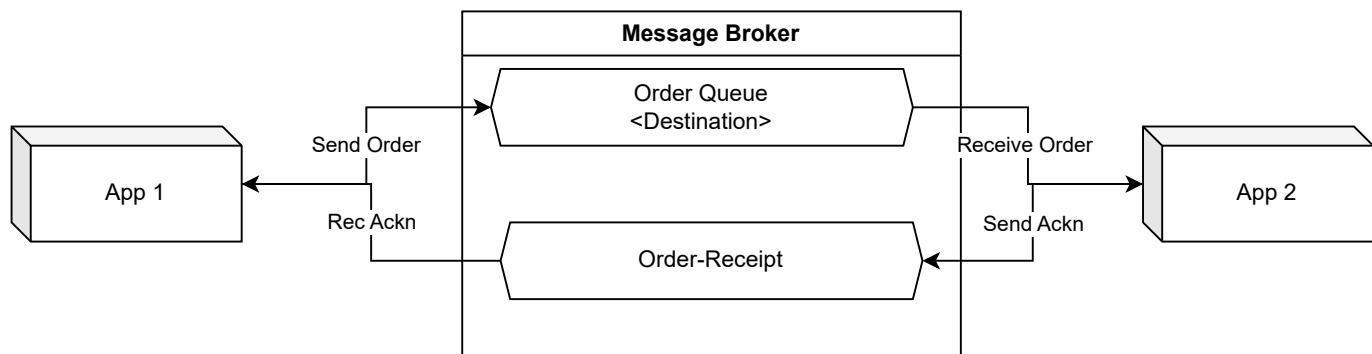 Message Broker
Order Queue
<Destination>
Send Order
Receive Order
App 1
App 2
Rec Ackn
Send Ackn
Order-Receipt